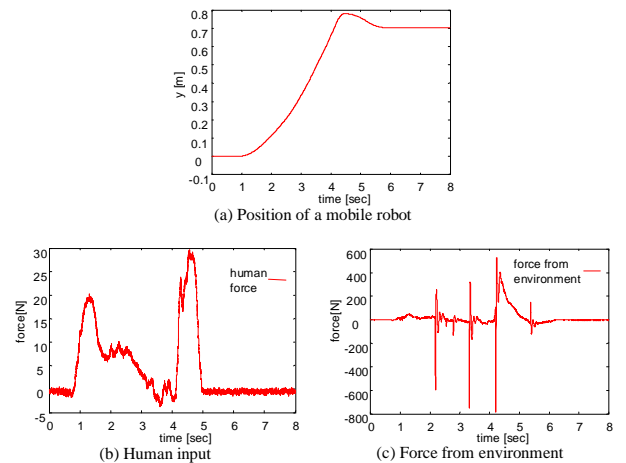 0.8
0.7
0.6
0.5
0.4
0.3
0.2
0.1
0
-0.1
y [m]
0 1 2 3 4 5 6 7 8
time [sec]
(a) Position of a mobile robot
30
25
20
15
10
5
0
-5
force[N]
human
force
0 1 2 3 4 5 6 7 8
time [sec]
(b) Human input
600
400
200
0
-200
-400
-600
-800
force[N]
force from
environment
0 1 2 3 4 5 6 7 8
time [sec]
(c) Force from environment